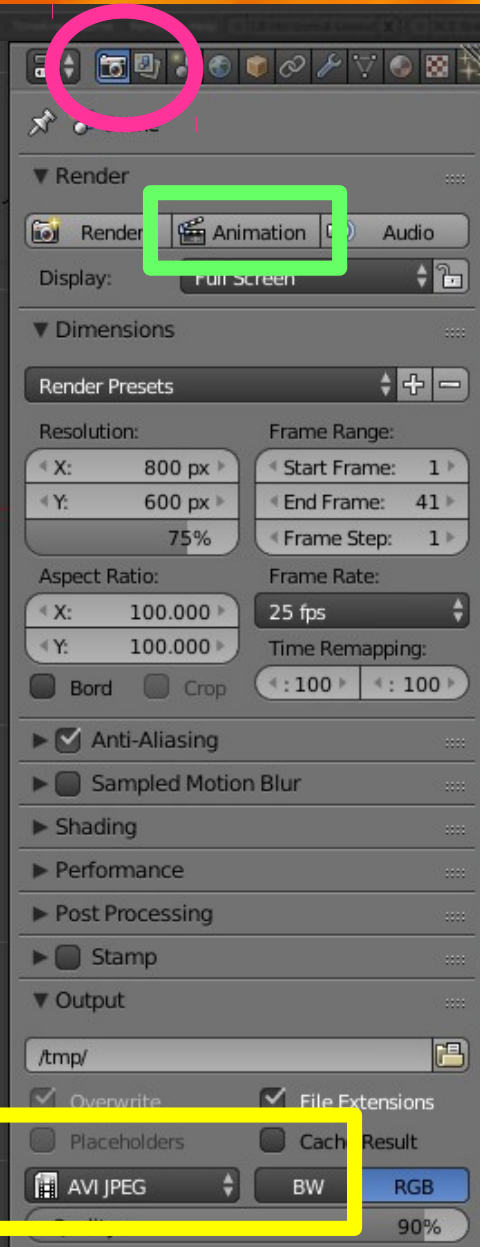 Render
Render Animation Audio
Display: Full Screen
Dimensions
Render Presets
Resolution: Frame Range:
X: 800 px Start Frame: 1
Y: 600 px End Frame: 41
75% Frame Step: 1
Aspect Ratio: Frame Rate:
X: 100.000 25 fps
Y: 100.000 Time Remapping:
Bord Crop : 100 : 100
Anti-Aliasing
Sampled Motion Blur
Shading
Performance
Post Processing
Stamp
Output
/tmp/
Overwrite File Extensions
Placeholders Cache Result
AVI JPEG BW RGB
90%